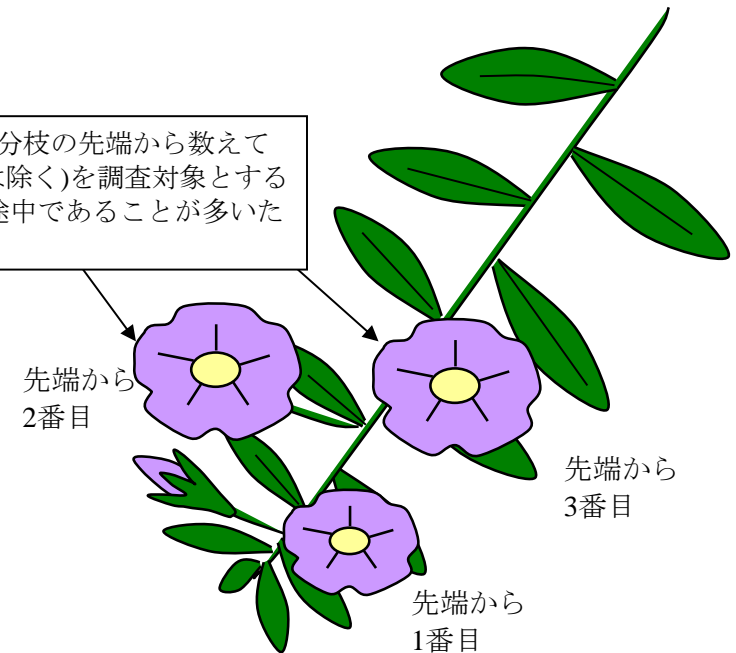 分枝の先端から数えて
は除く)を調査対象とする
途中であることが多いた
先端から
2番目
先端から
3番目
先端から
1番目